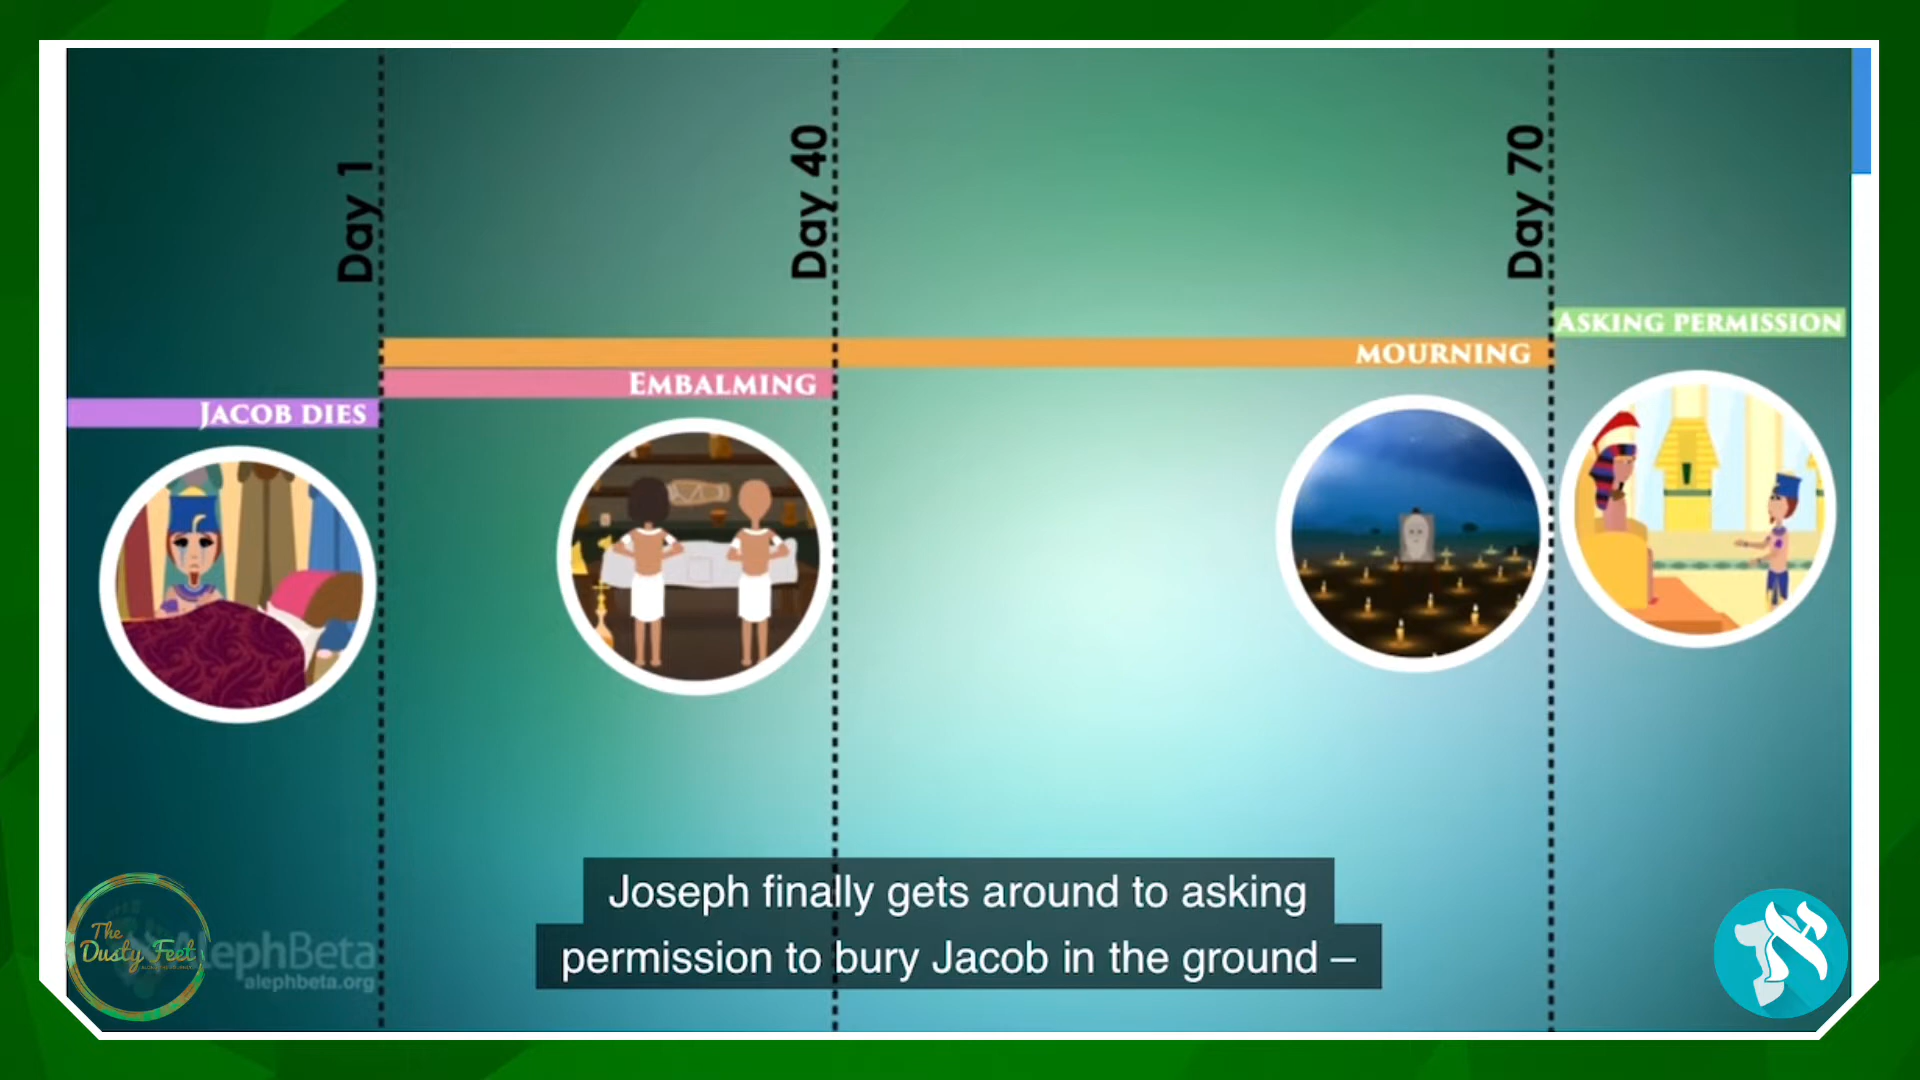 Day 1
Day 40
Day 70
ASKING PERMISSION
MOURNING
EMBALMING
JACOB DIES
Joseph finally gets around to asking
permission to bury Jacob in the ground –
The
Dusty Feet
lephBeta
alephbeta.org
א